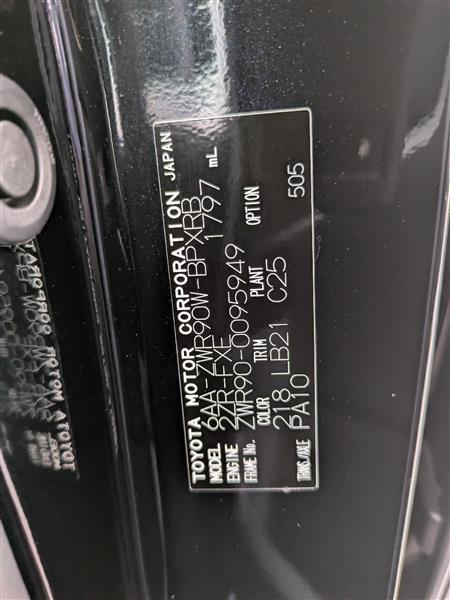 TOYOTA MOTOR CORPORATION JAPAN
MODEL 6AA-ZWR90W-BPXRB
ENGINE 2ZR-FXE 1797 mL
FRAME No. ZWR90-0095949
COLOR TRIM PLANT OPTION
218 LB21 C25 505
TRANS./AXLE PA10